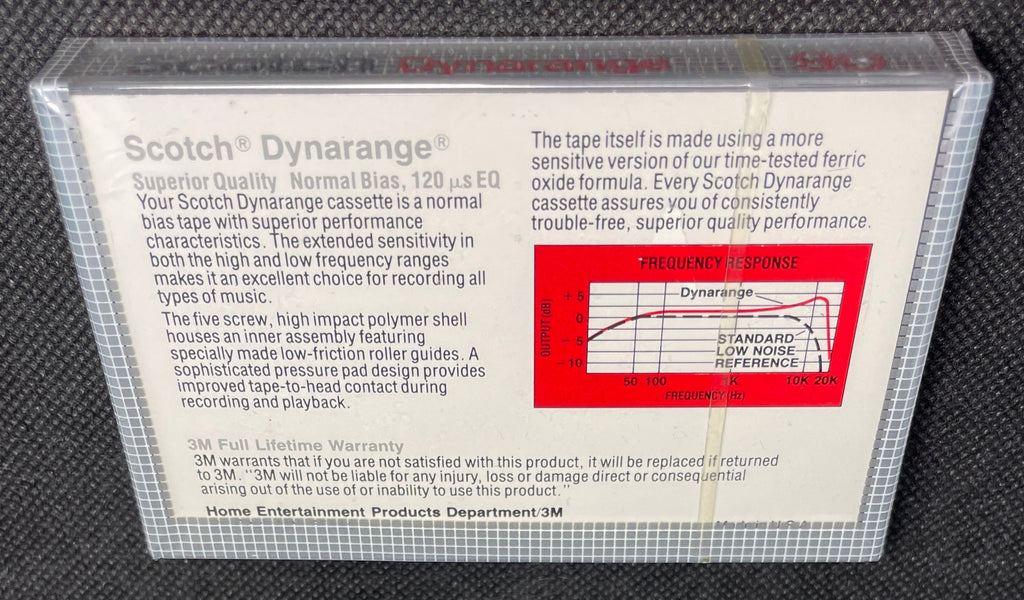 Scotch® Dynarange®
Superior Quality Normal Bias, 120 µs EQ
Your Scotch Dynarange cassette is a normal
bias tape with superior performance
characteristics. The extended sensitivity in
both the high and low frequency ranges
makes it an excellent choice for recording all
types of music.
The five screw, high impact polymer shell
houses an inner assembly featuring
specially made low-friction roller guides. A
sophisticated pressure pad design provides
improved tape-to-head contact during
recording and playback.
The tape itself is made using a more
sensitive version of our time-tested ferric
oxide formula. Every Scotch Dynarange
cassette assures you of consistently
trouble-free, superior quality performance.
FREQUENCY RESPONSE
OUTPUT (dB)
+ 5
0
- 5
- 10
Dynarange
STANDARD
LOW NOISE
REFERENCE
50 100 1K 10K 20K
FREQUENCY (Hz)
3M Full Lifetime Warranty
3M warrants that if you are not satisfied with this product, it will be replaced if returned
to 3M. "3M will not be liable for any injury, loss or damage direct or consequential
arising out of the use of or inability to use this product."
Home Entertainment Products Department/3M
Made in U.S.A.